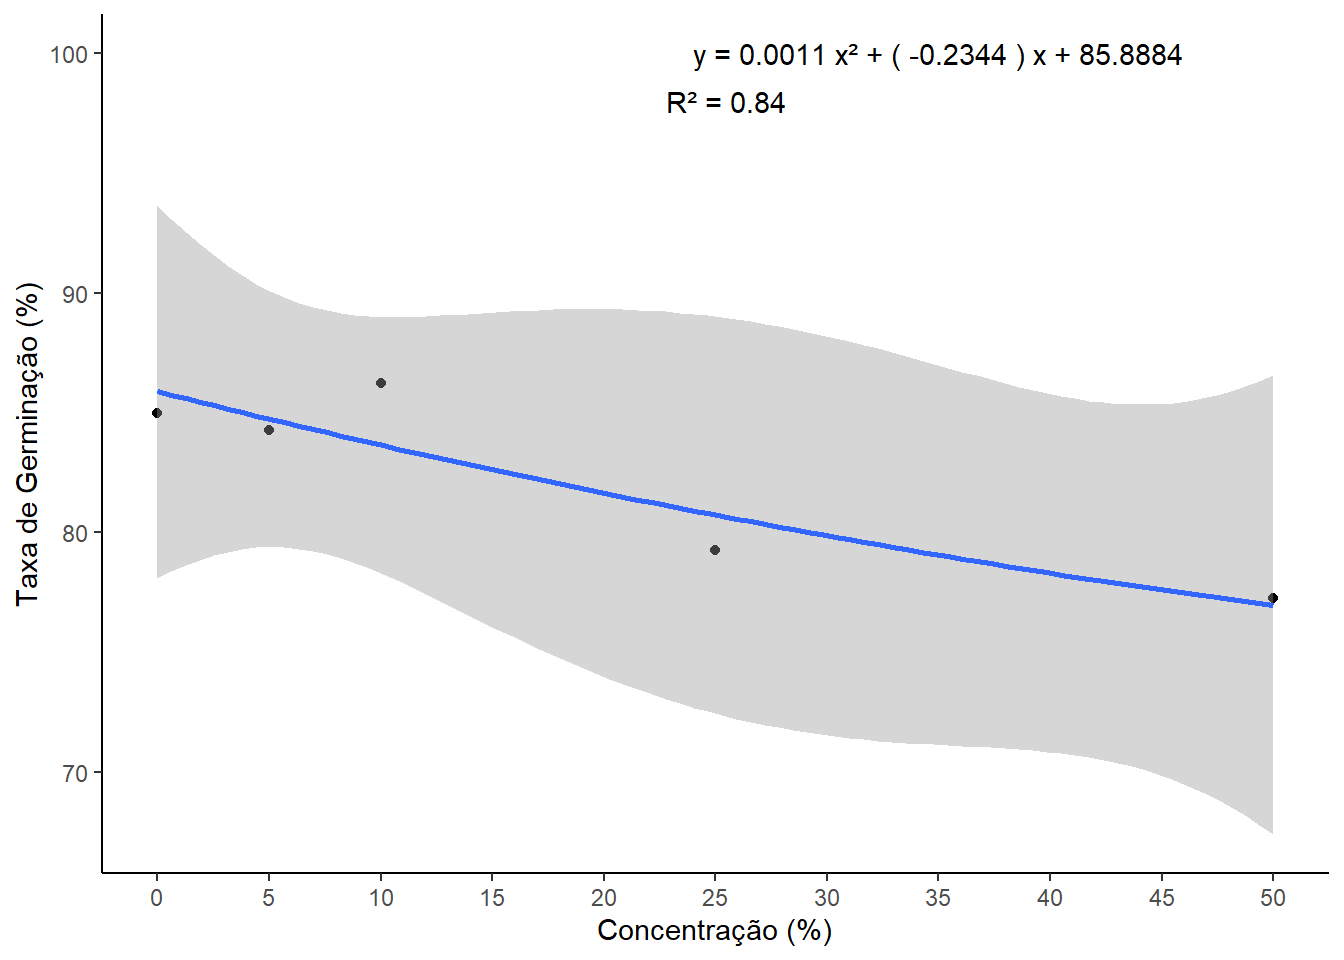 y = 0.0011 x² + ( -0.2344 ) x + 85.8884
R² = 0.84
Taxa de Germinação (%)
100
90
80
70
0 5 10 15 20 25 30 35 40 45 50
Concentração (%)